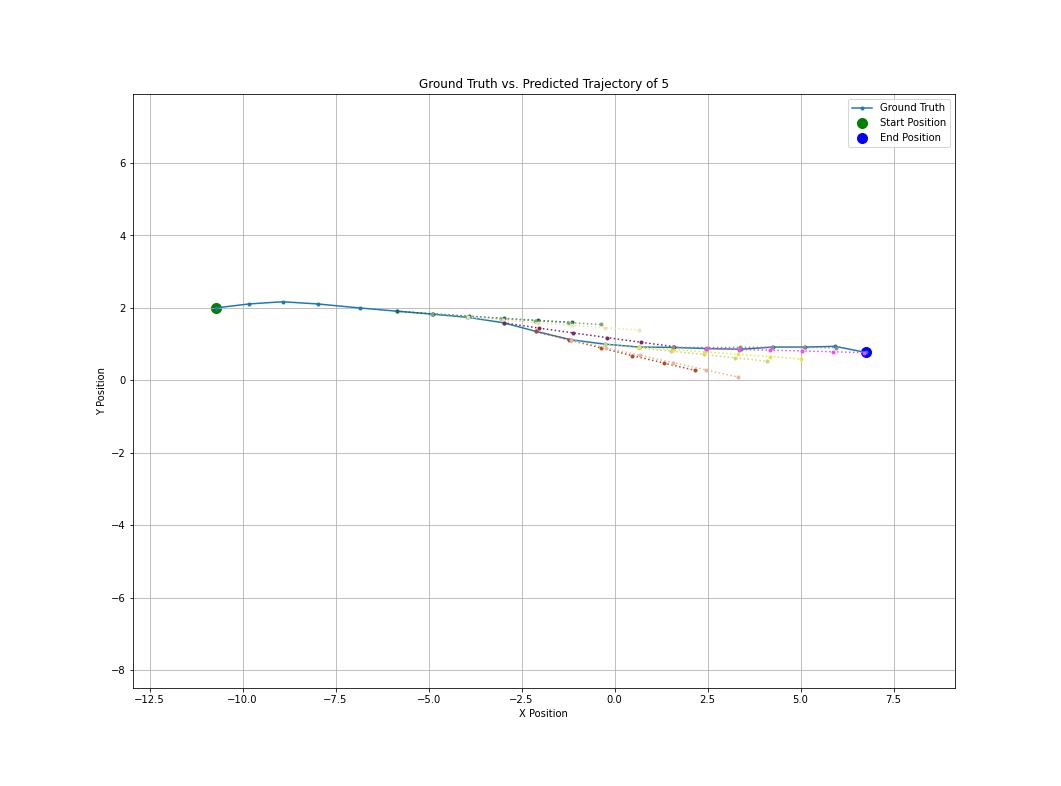 Ground Truth vs. Predicted Trajectory of 5
Ground Truth
Start Position
End Position
6
4
2
0
−2
−4
−6
−8
Y Position
−12.5 −10.0 −7.5 −5.0 −2.5 0.0 2.5 5.0 7.5
X Position